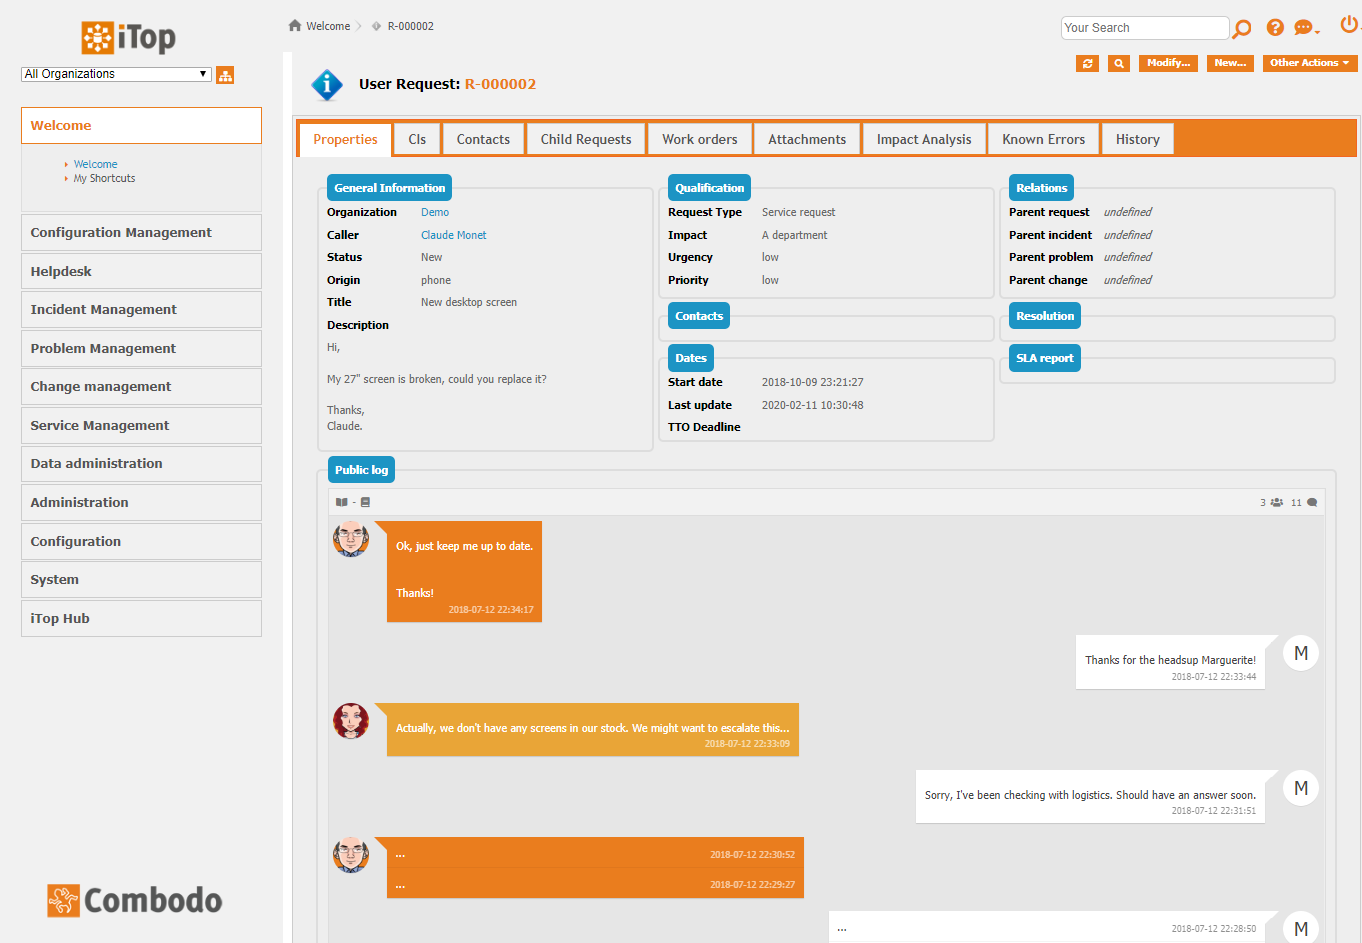 iTop
Welcome
R-000002
Your Search
All Organizations
Modify...
New...
Other Actions
User Request: R-000002
Welcome
Welcome
My Shortcuts
Configuration Management
Helpdesk
Incident Management
Problem Management
Change management
Service Management
Data administration
Administration
Configuration
System
iTop Hub
Combodo
Properties
CIs
Contacts
Child Requests
Work orders
Attachments
Impact Analysis
Known Errors
History
General Information
Organization Demo
Caller Claude Monet
Status New
Origin phone
Title New desktop screen
Description
Hi,
My 27" screen is broken, could you replace it?
Thanks,
Claude.
Qualification
Request Type Service request
Impact A department
Urgency low
Priority low
Contacts
Dates
Start date 2018-10-09 23:21:27
Last update 2020-02-11 10:30:48
TTO Deadline
Relations
Parent request undefined
Parent incident undefined
Parent problem undefined
Parent change undefined
Resolution
SLA report
Public log
-
3 11
Ok, just keep me up to date.
Thanks!
2018-07-12 22:34:17
Thanks for the headsup Marguerite!
2018-07-12 22:33:44
M
Actually, we don't have any screens in our stock. We might want to escalate this...
2018-07-12 22:33:09
Sorry, I've been checking with logistics. Should have an answer soon.
2018-07-12 22:31:51
M
... 2018-07-12 22:30:52
... 2018-07-12 22:29:27
... 2018-07-12 22:28:50
M